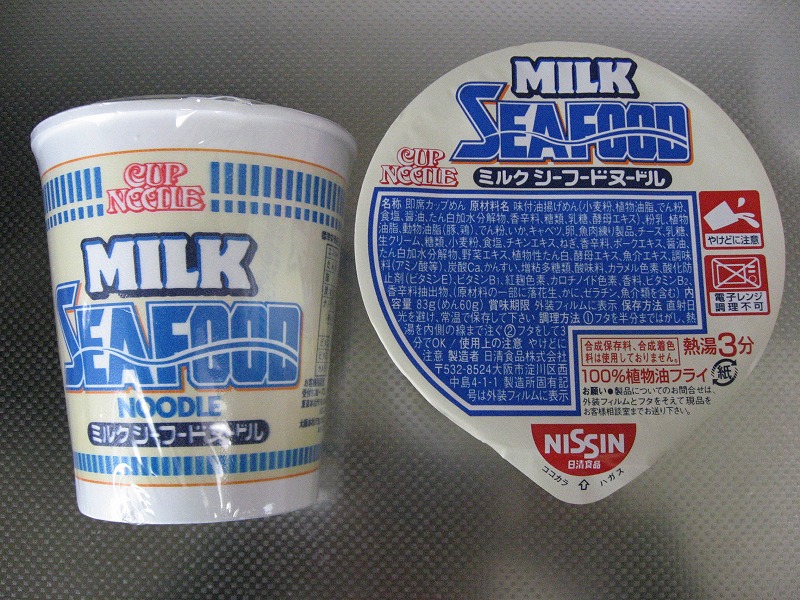 CUP
NOODLE
MILK
SEAFOOD
NOODLE
ミルクシーフードヌードル
MILK
SEAFOOD
CUP
NOODLE
ミルクシーフードヌードル
名称 即席カップめん 原材料名 味付油揚げめん(小麦粉、植物油脂、でん粉、
食塩、醤油、たん白加水分解物、香辛料、糖類、乳糖、酵母エキス)、粉乳、植物
油脂、動物油脂(豚、鶏)、でん粉、いか、キャベツ、卵、魚肉練り製品、チーズ、乳糖、
生クリーム、糖類、小麦粉、食塩、チキンエキス、ねぎ、香辛料、ポークエキス、醤油、
たん白加水分解物、野菜エキス、植物性たん白、酵母エキス、魚介エキス、調味
料(アミノ酸等)、炭酸Ca、かんすい、増粘多糖類、酸味料、カラメル色素、酸化防
止剤(ビタミンE)、ビタミンB₁、紅麹色素、カロチノイド色素、香料、ビタミンB₂、
香辛料抽出物、(原材料の一部に落花生、かに、ゼラチン、魚介類を含む) 内
容量 83g(めん60g) 賞味期限 外装フィルムに表示 保存方法 直射日
光を避け、常温で保存して下さい 調理方法 ①フタを半分まではがし、熱
湯を内側の線まで注ぐ②フタをして3
分でOK / 使用上の注意 やけどに
注意 製造者 日清食品株式会社
〒532-8524大阪市淀川区西
中島4-1-1 製造所固有記
号は外装フィルムに表示
やけどに注意
電子レンジ
調理不可
合成保存料、合成着色
料は使用しておりません。
熱湯3分
100%植物油フライ
紙
お願い●製品についてのお問合せは、
外装フィルムとフタをそえて現品を
お客様相談室までお送り下さい。
NISSIN
日清食品
ココカラ ハガス